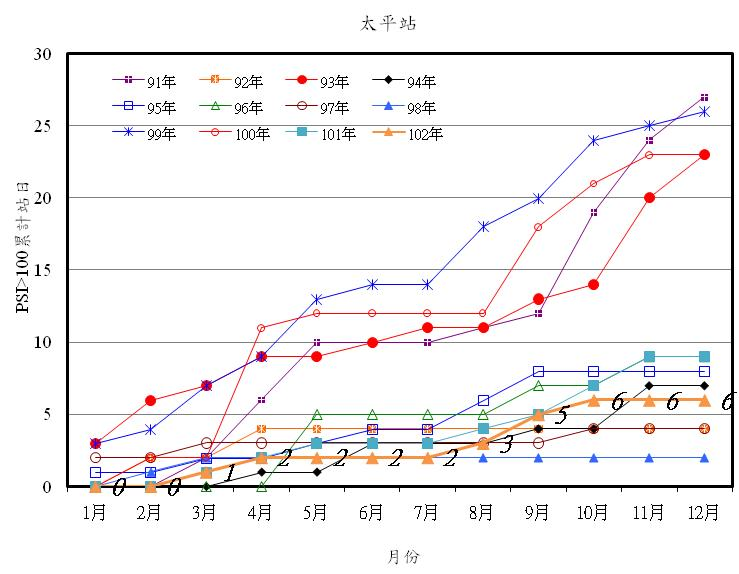 太平站
30
25
20
15
10
5
0
PSI>100累計站日
91年 92年 93年 94年
95年 96年 97年 98年
99年 100年 101年 102年
0 0 1 2 2 2 2 3 5 6 6 6
1月 2月 3月 4月 5月 6月 7月 8月 9月 10月 11月 12月
月份